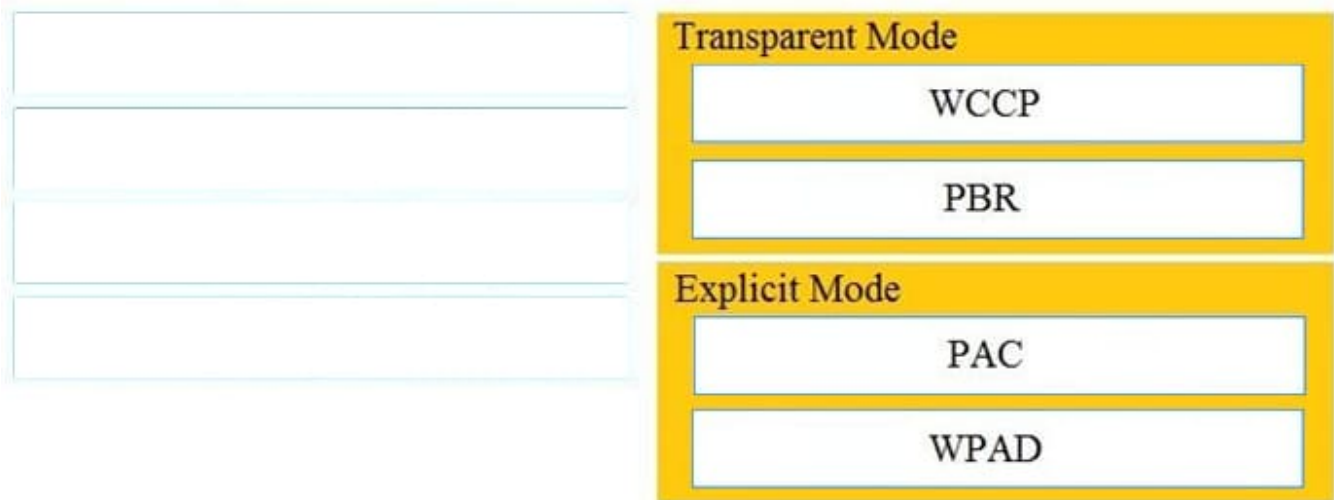 Transparent Mode
WCCP
PBR
Explicit Mode
PAC
WPAD